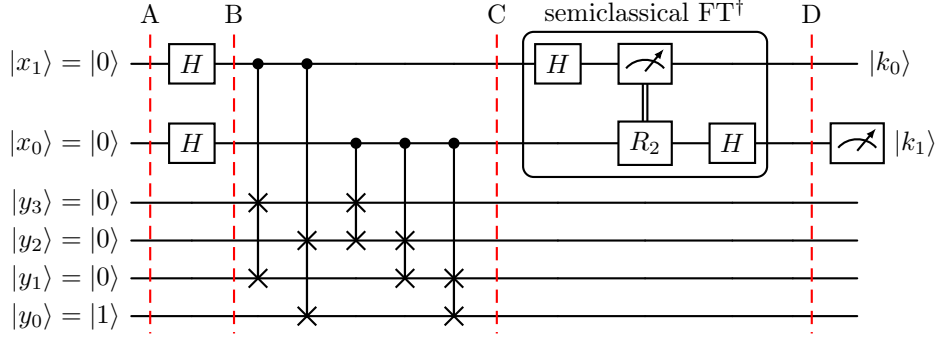 A B C semiclassical FT† D
|x₁⟩ = |0⟩ H H |k₀⟩
|x₀⟩ = |0⟩ H R₂ H |k₁⟩
|y₃⟩ = |0⟩
|y₂⟩ = |0⟩
|y₁⟩ = |0⟩
|y₀⟩ = |1⟩